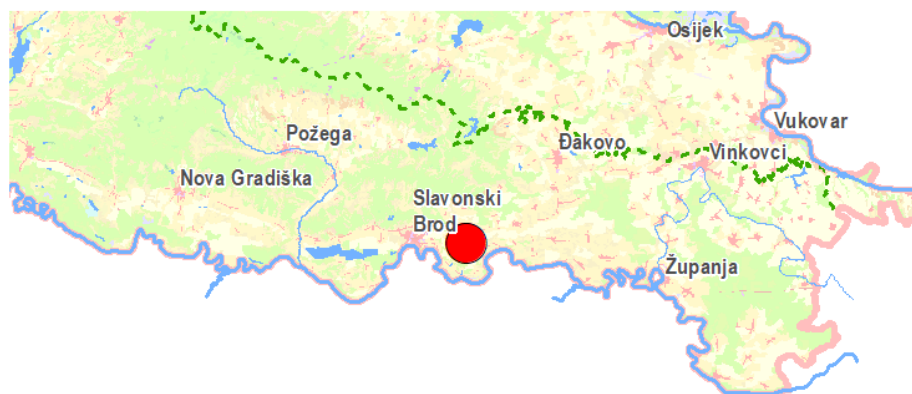 Osijek
Vukovar
Požega
Đakovo
Vinkovci
Nova Gradiška
Slavonski
Brod
Županja